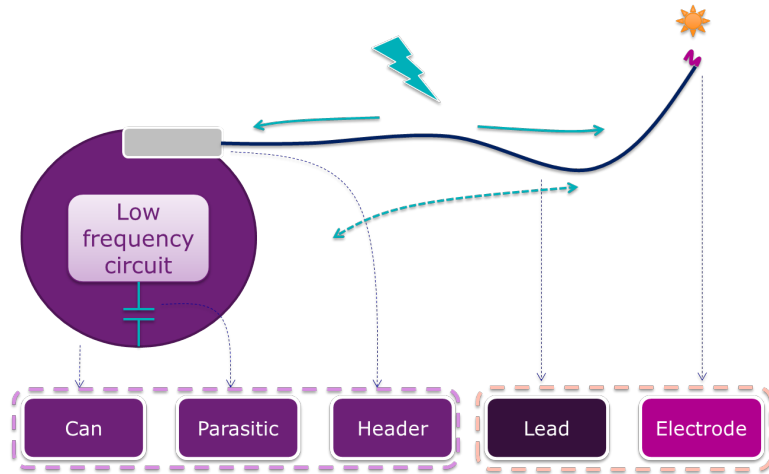 Low
frequency
circuit
Can
Parasitic
Header
Lead
Electrode